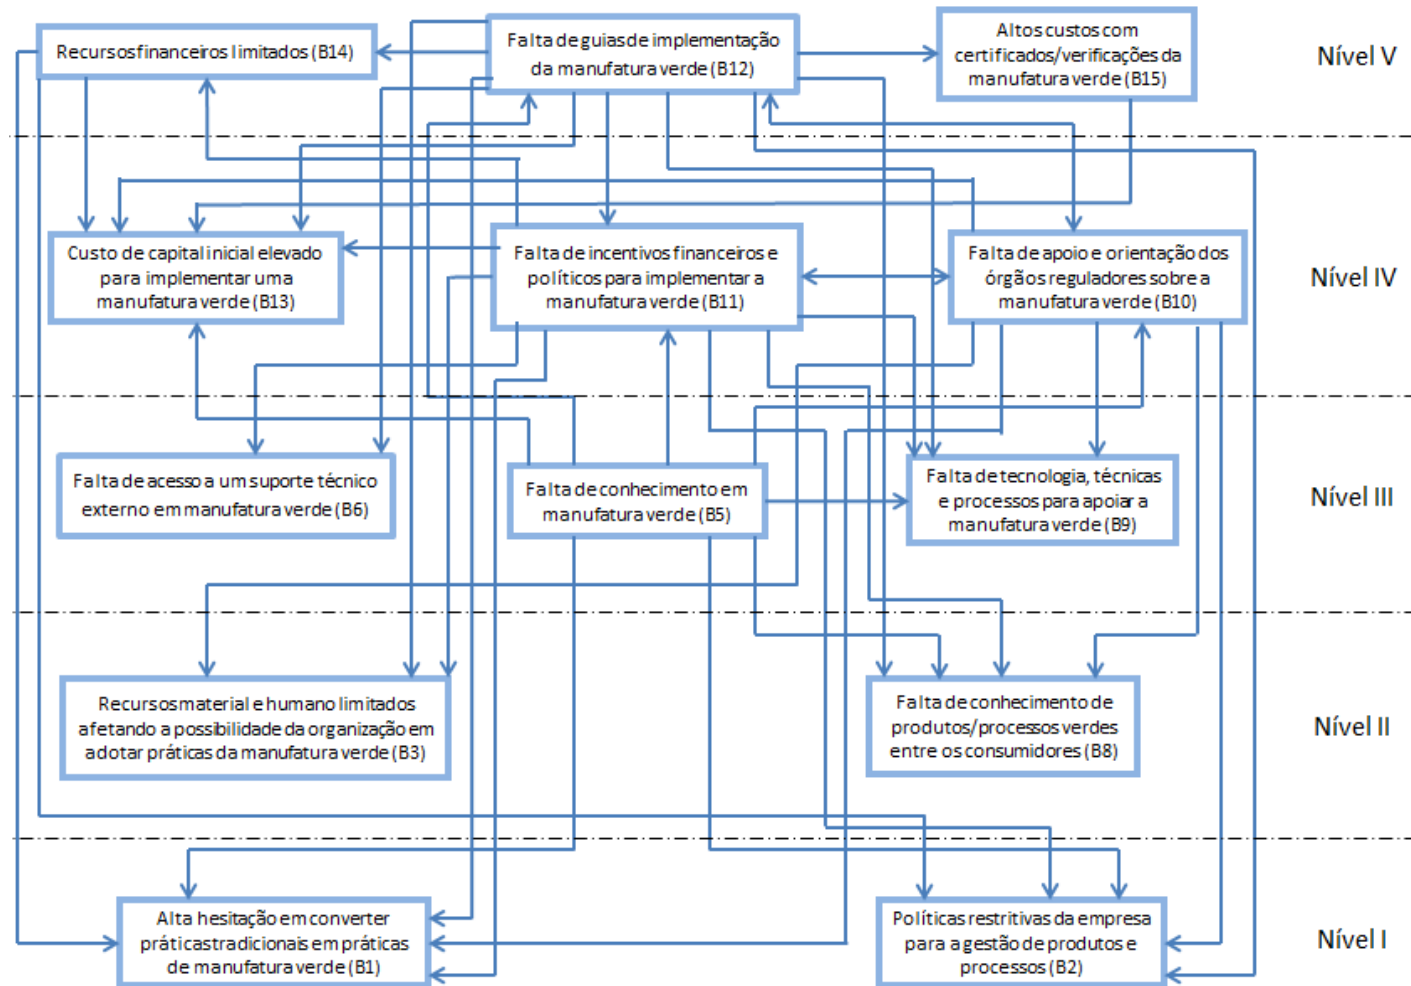 Recursos financeiros limitados (B14)
Falta de guias de implementação
da manufatura verde (B12)
Altos custos com
certificados/verificações da
manufatura verde (B15)
Nível V
Custo de capital inicial elevado
para implementar uma
manufatura verde (B13)
Falta de incentivos financeiros e
políticos para implementar a
manufatura verde (B11)
Falta de apoio e orientação dos
órgãos reguladores sobre a
manufatura verde (B10)
Nível IV
Falta de acesso a um suporte técnico
externo em manufatura verde (B6)
Falta de conhecimento em
manufatura verde (B5)
Falta de tecnologia, técnicas
e processos para apoiar a
manufatura verde (B9)
Nível III
Recursos material e humano limitados
afetando a possibilidade da organização em
adotar práticas da manufatura verde (B3)
Falta de conhecimento de
produtos/processos verdes
entre os consumidores (B8)
Nível II
Alta hesitação em converter
práticas tradicionais em práticas
de manufatura verde (B1)
Políticas restritivas da empresa
para a gestão de produtos e
processos (B2)
Nível I